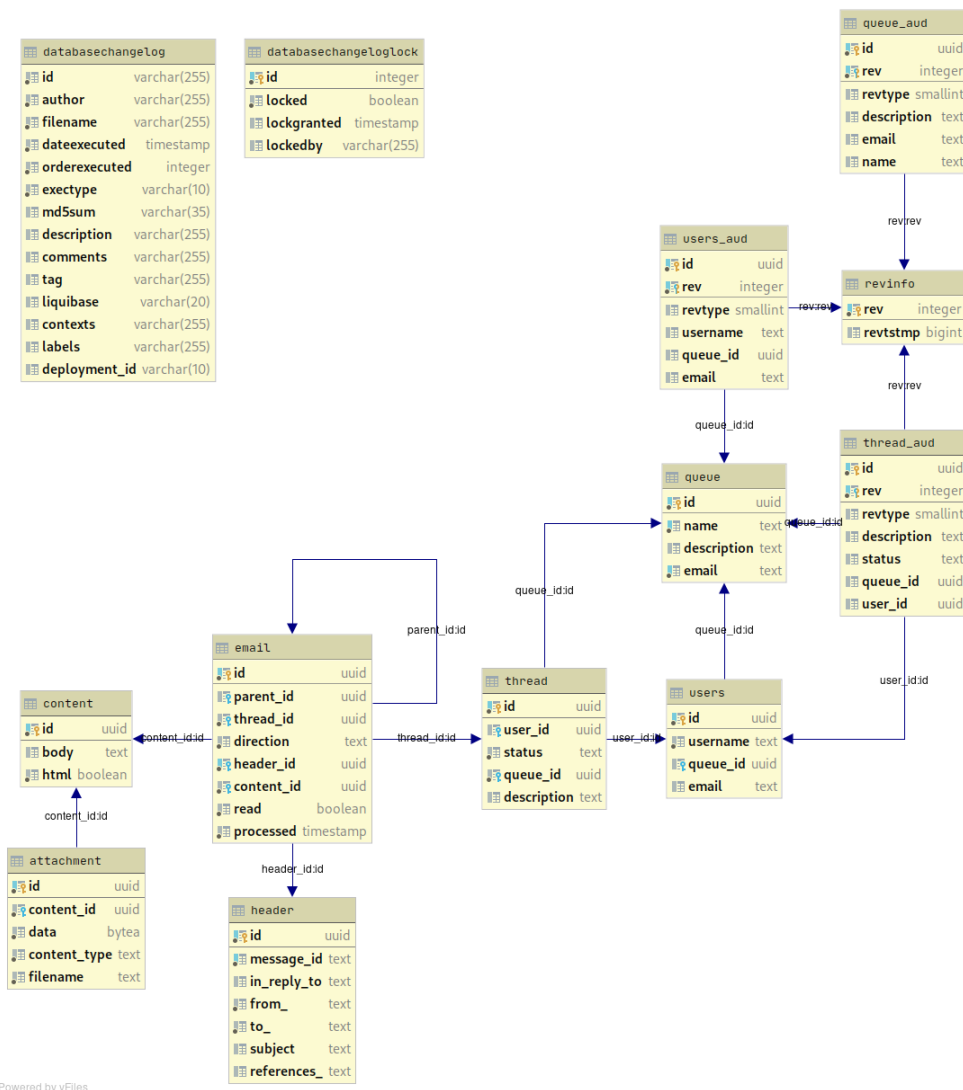 databasechangelog
id varchar(255)
author varchar(255)
filename varchar(255)
dateexecuted timestamp
orderexecuted integer
exectype varchar(10)
md5sum varchar(35)
description varchar(255)
comments varchar(255)
tag varchar(255)
liquibase varchar(20)
contexts varchar(255)
labels varchar(255)
deployment_id varchar(10)
databasechangeloglock
id integer
locked boolean
lockgranted timestamp
lockedby varchar(255)
queue_aud
id uuid
rev integer
revtype smallint
description text
email text
name text
rev:rev
users_aud
id uuid
rev integer
revtype smallint
username text
queue_id uuid
email text
rev:rev
revinfo
rev integer
revtstmp bigint
rev:rev
queue_id:id
thread_aud
id uuid
rev integer
revtype smallint
description text
status text
queue_id uuid
user_id uuid
queue
id uuid
name text
description text
email text
queue_id:id
queue_id:id
queue_id:id
user_id:id
parent_id:id
email
id uuid
parent_id uuid
thread_id uuid
direction text
header_id uuid
content_id uuid
read boolean
processed timestamp
thread_id:id
thread
id uuid
user_id uuid
status text
queue_id uuid
description text
user_id:id
users
id uuid
username text
queue_id uuid
email text
content
id uuid
body text
html boolean
content_id:id
content_id:id
attachment
id uuid
content_id uuid
data bytea
content_type text
filename text
header_id:id
header
id uuid
message_id text
in_reply_to text
from_ text
to_ text
subject text
references_ text
Powered by yFiles